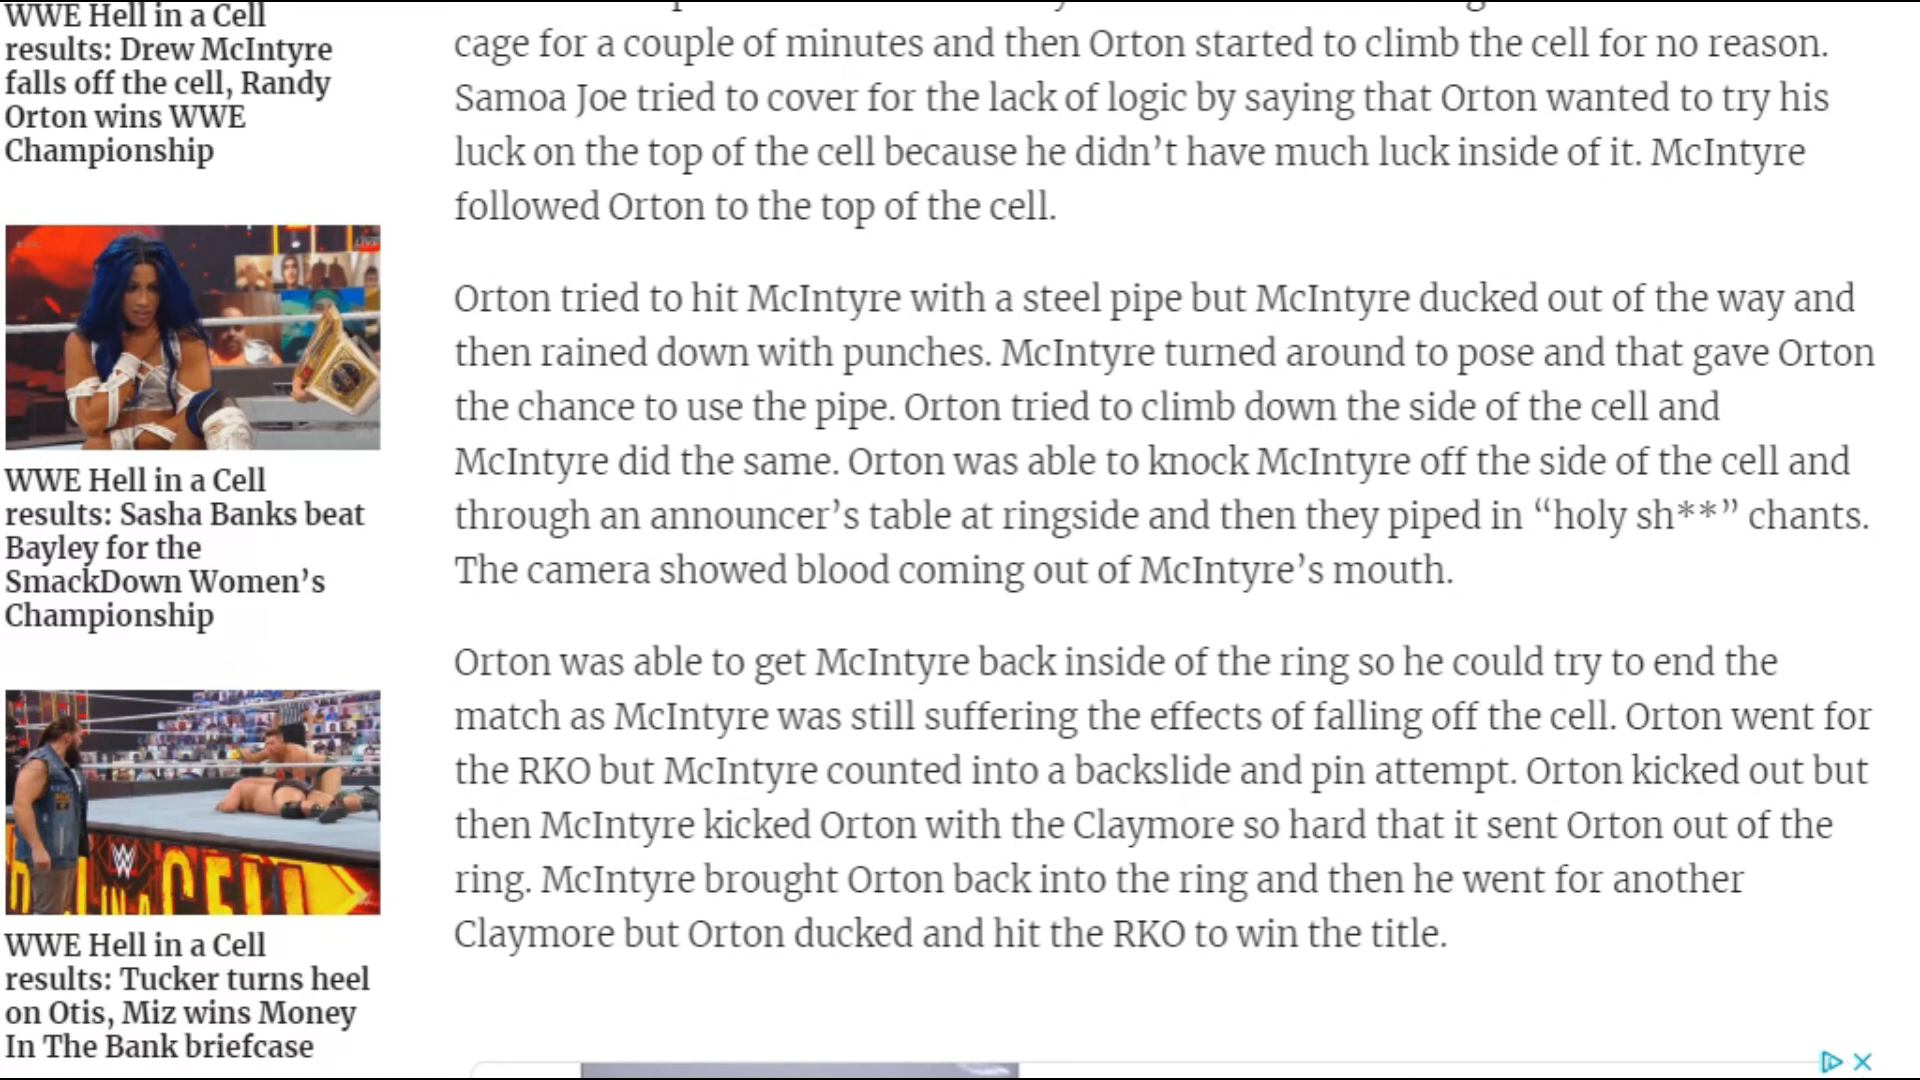 WWE Hell in a Cell
results: Drew McIntyre
falls off the cell, Randy
Orton wins WWE
Championship
WWE Hell in a Cell
results: Sasha Banks beat
Bayley for the
SmackDown Women’s
Championship
WWE Hell in a Cell
results: Tucker turns heel
on Otis, Miz wins Money
In The Bank briefcase
cage for a couple of minutes and then Orton started to climb the cell for no reason.
Samoa Joe tried to cover for the lack of logic by saying that Orton wanted to try his
luck on the top of the cell because he didn’t have much luck inside of it. McIntyre
followed Orton to the top of the cell.
Orton tried to hit McIntyre with a steel pipe but McIntyre ducked out of the way and
then rained down with punches. McIntyre turned around to pose and that gave Orton
the chance to use the pipe. Orton tried to climb down the side of the cell and
McIntyre did the same. Orton was able to knock McIntyre off the side of the cell and
through an announcer’s table at ringside and then they piped in “holy sh**” chants.
The camera showed blood coming out of McIntyre’s mouth.
Orton was able to get McIntyre back inside of the ring so he could try to end the
match as McIntyre was still suffering the effects of falling off the cell. Orton went for
the RKO but McIntyre counted into a backslide and pin attempt. Orton kicked out but
then McIntyre kicked Orton with the Claymore so hard that it sent Orton out of the
ring. McIntyre brought Orton back into the ring and then he went for another
Claymore but Orton ducked and hit the RKO to win the title.